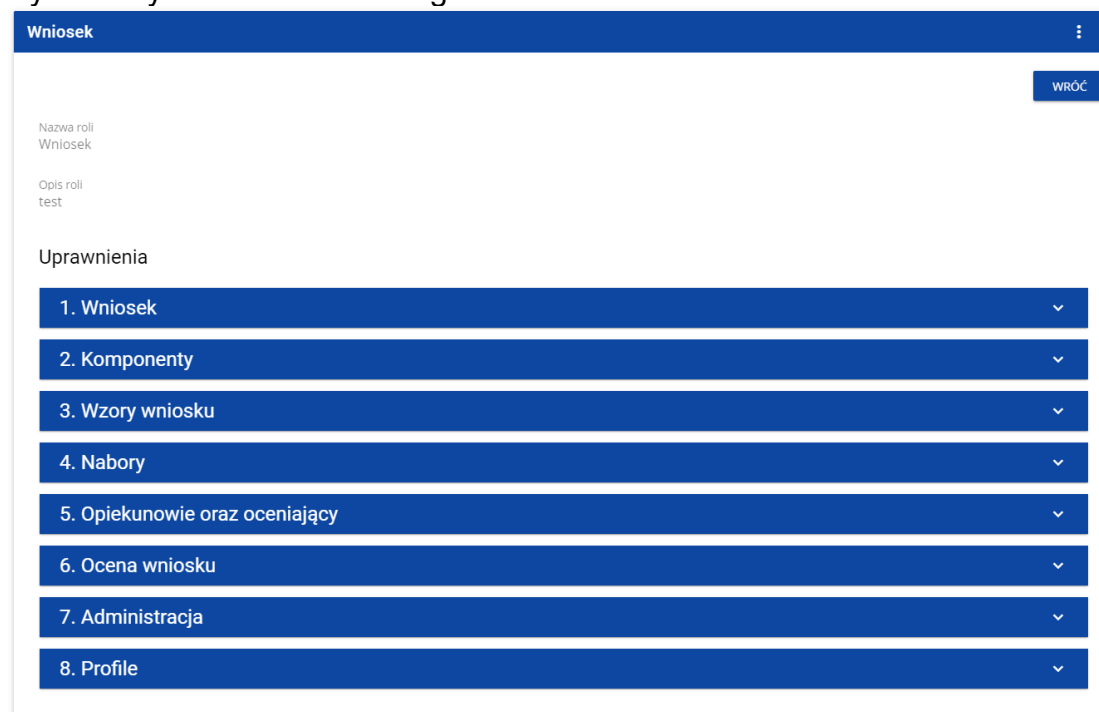 Wniosek
WRÓĆ
Nazwa roli
Wniosek
Opis roli
test
Uprawnienia
1. Wniosek
2. Komponenty
3. Wzory wniosku
4. Nabory
5. Opiekunowie oraz oceniający
6. Ocena wniosku
7. Administracja
8. Profile